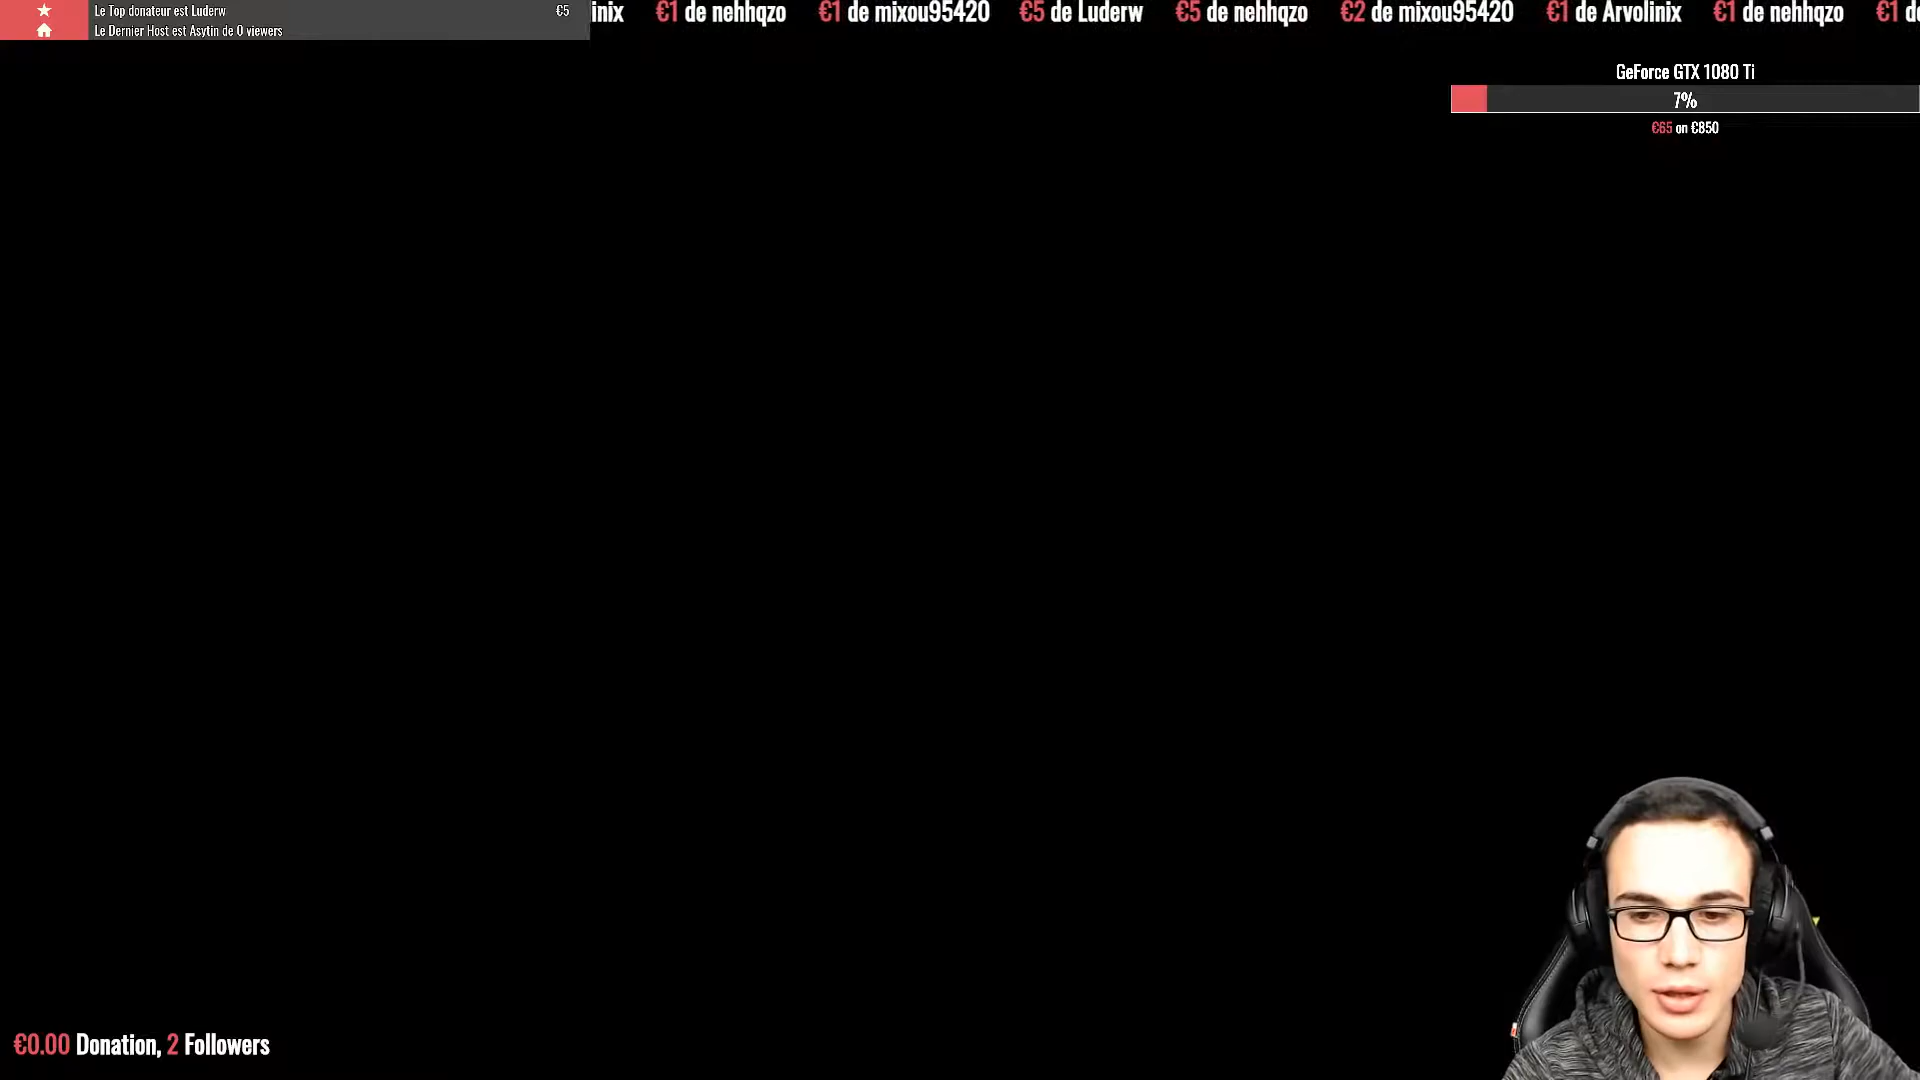 Le Top donateur est Luderw €5
Le Dernier Host est Asytin de 0 viewers
inix €1 de nehhqzo €1 de mixou95420 €5 de Luderw €5 de nehhqzo €2 de mixou95420 €1 de Arvolinix €1 de nehhqzo €1 d
GeForce GTX 1080 Ti
7%
€65 on €850
€0.00 Donation, 2 Followers